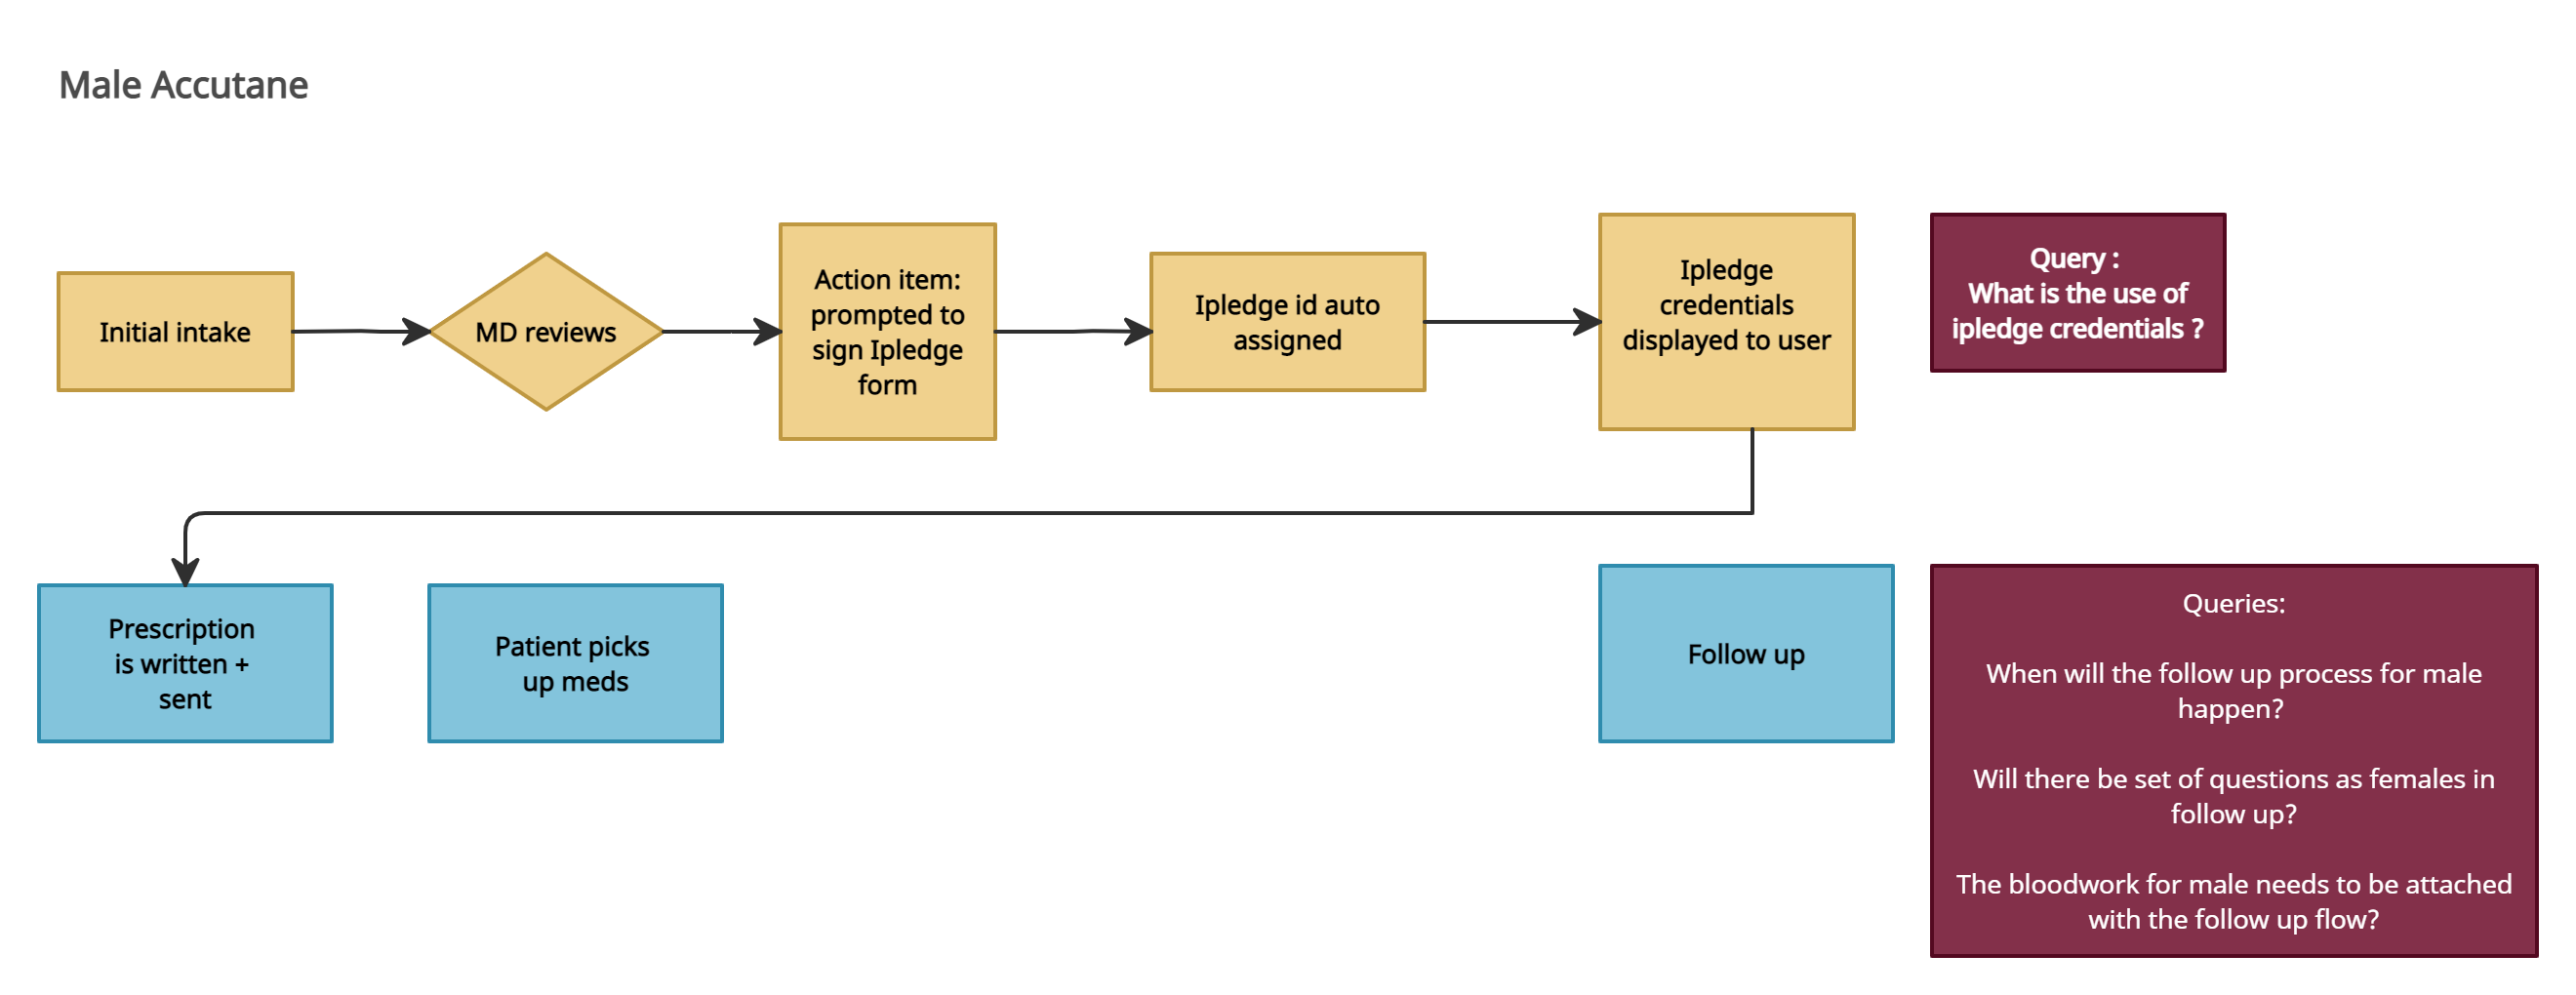 Male Accutane
Initial intake
MD reviews
Action item:
prompted to
sign Ipledge
form
Ipledge id auto
assigned
Ipledge
credentials
displayed to user
Query :
What is the use of
ipledge credentials ?
Prescription
is written +
sent
Patient picks
up meds
Follow up
Queries:
When will the follow up process for male
happen?
Will there be set of questions as females in
follow up?
The bloodwork for male needs to be attached
with the follow up flow?